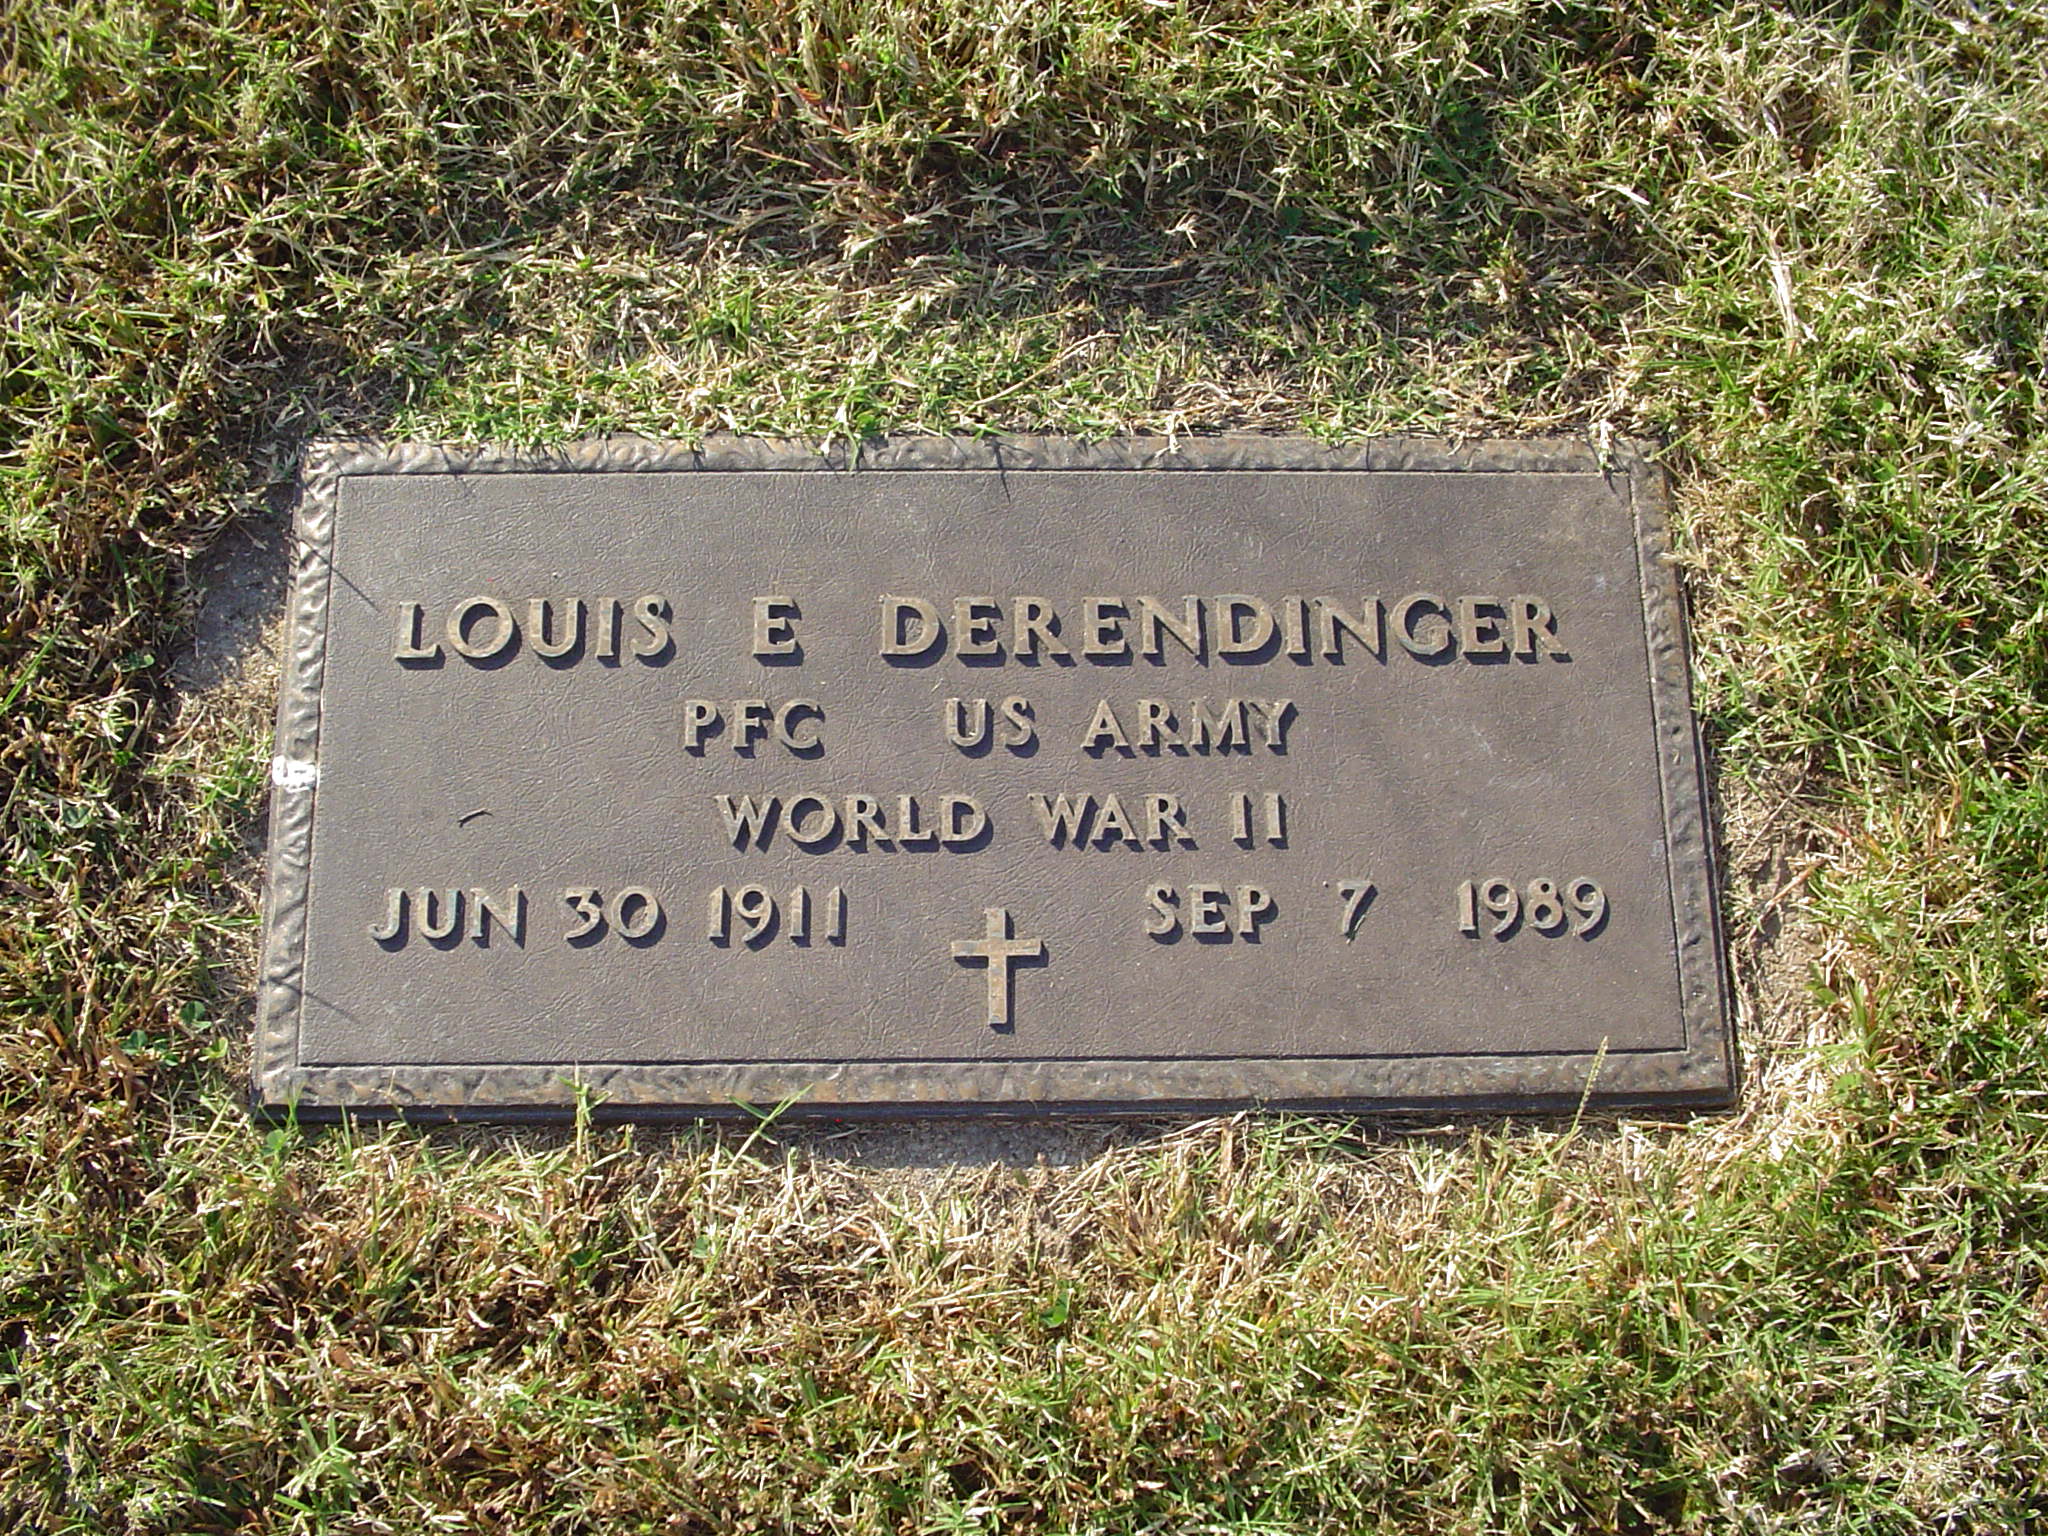 LOUIS E DERENDINGER
PFC US ARMY
WORLD WAR II
JUN 30 1911 SEP 7 1989